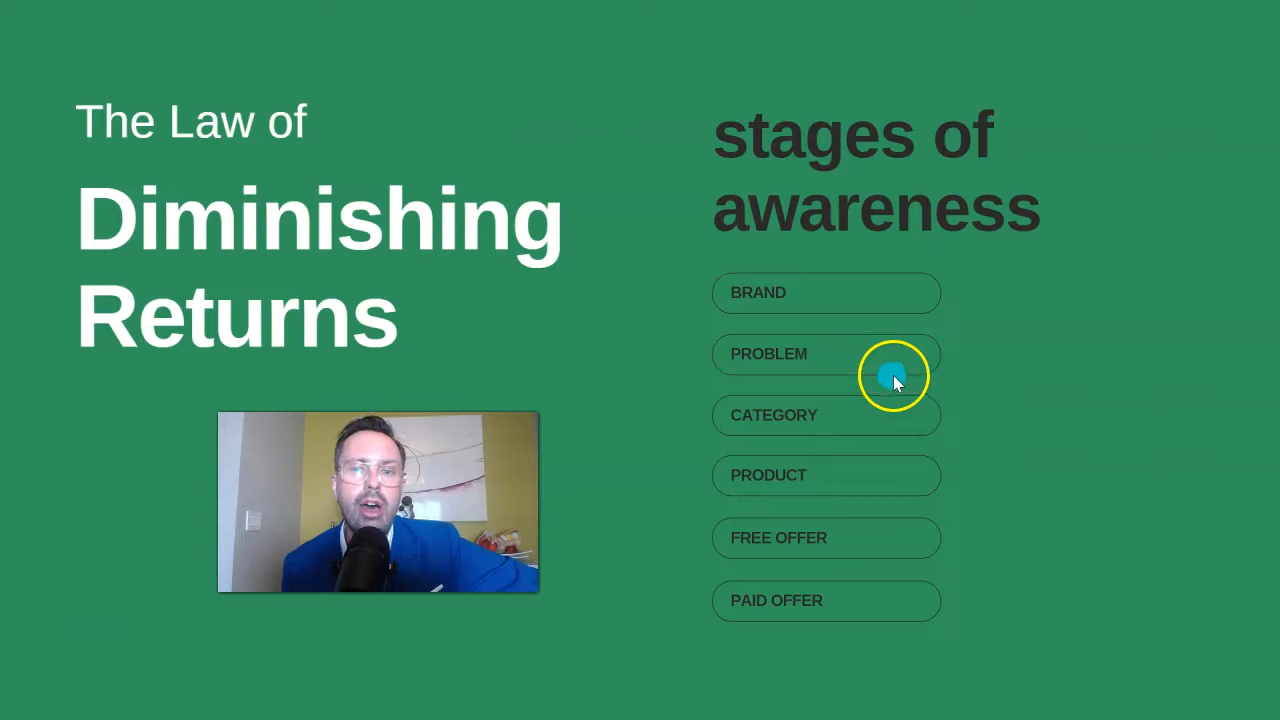 The Law of
Diminishing
Returns
stages of
awareness
BRAND
PROBLEM
CATEGORY
PRODUCT
FREE OFFER
PAID OFFER